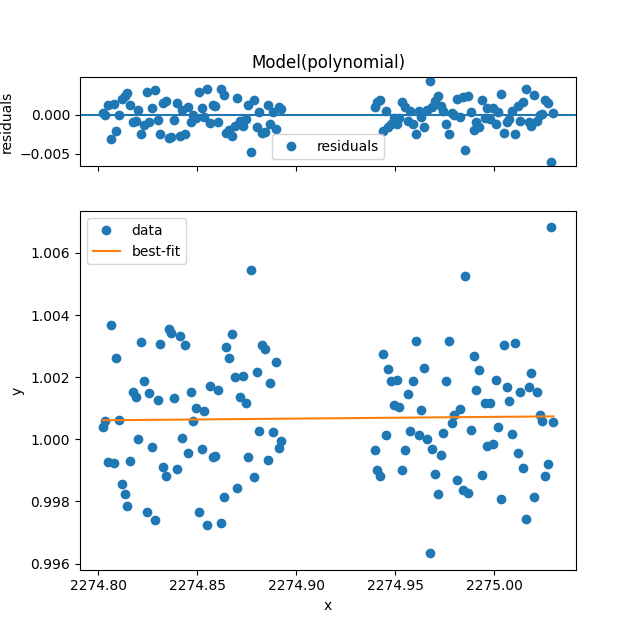 Model(polynomial)
residuals
0.000
−0.005
residuals
data
best-fit
y
1.006
1.004
1.002
1.000
0.998
0.996
2274.80 2274.85 2274.90 2274.95 2275.00
x